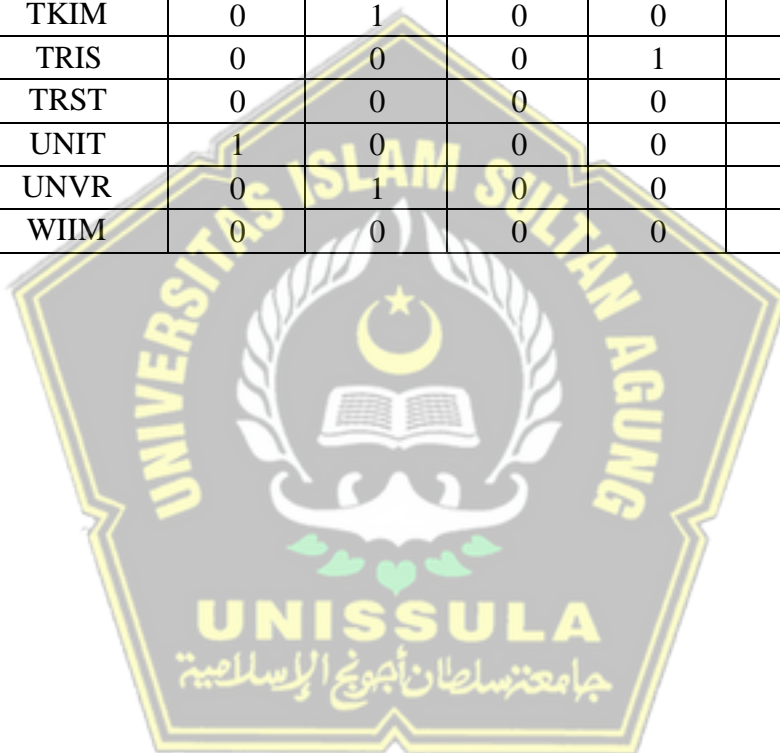 TKIM 0 1 0 0
TRIS 0 0 0 1
TRST 0 0 0 0
UNIT 1 0 0 0
UNVR 0 1 0 0
WIIM 0 0 0 0
UNIVERSITAS ISLAM SULTAN AGUNG
UNISSULA
جامعة سلطان أجونج الإسلامية